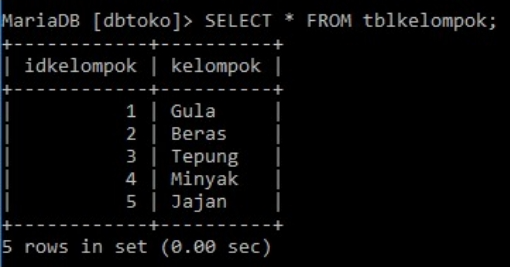 MariaDB [dbtoko]> SELECT * FROM tblkelompok;
+------------+----------+
| idkelompok | kelompok |
+------------+----------+
|          1 | Gula     |
|          2 | Beras    |
|          3 | Tepung   |
|          4 | Minyak   |
|          5 | Jajan    |
+------------+----------+
5 rows in set (0.00 sec)